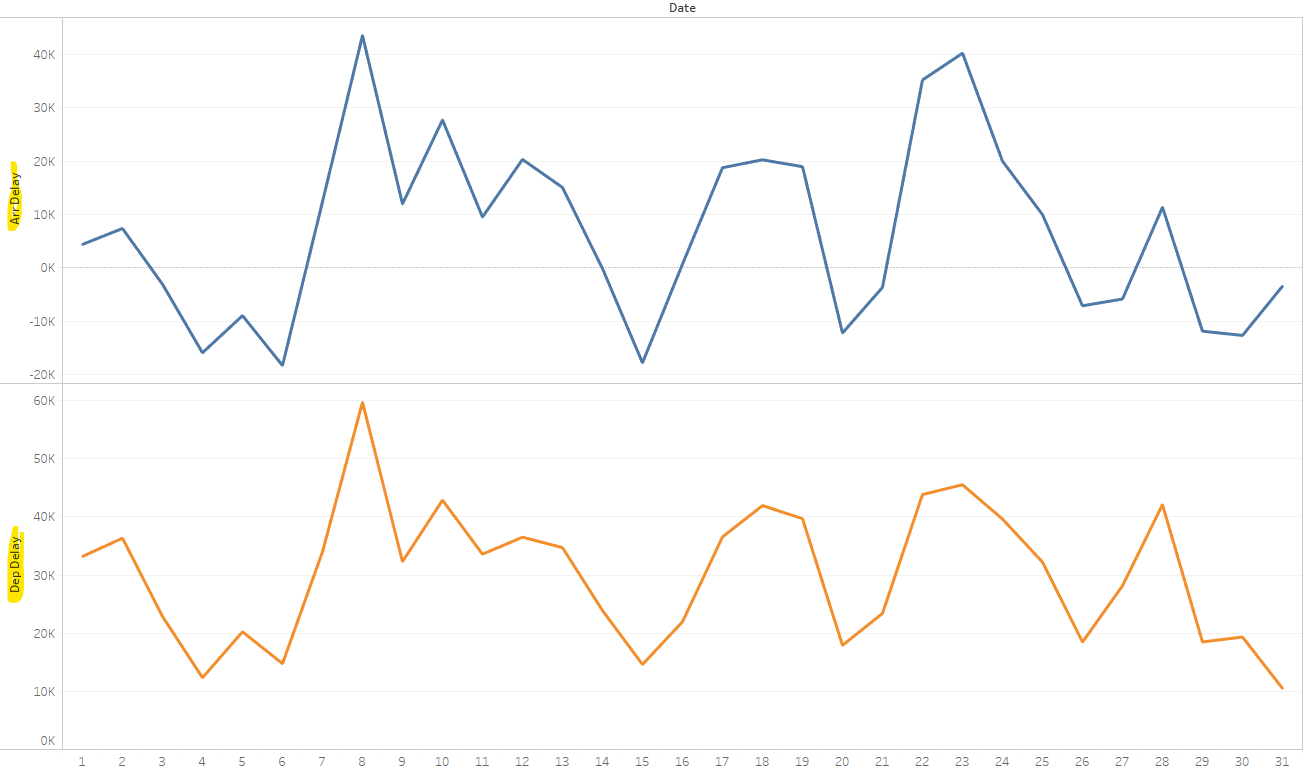 Date
40K
30K
20K
10K
0K
-10K
-20K
Arr Delay
60K
50K
40K
30K
20K
10K
0K
Dep Delay
1 2 3 4 5 6 7 8 9 10 11 12 13 14 15 16 17 18 19 20 21 22 23 24 25 26 27 28 29 30 31